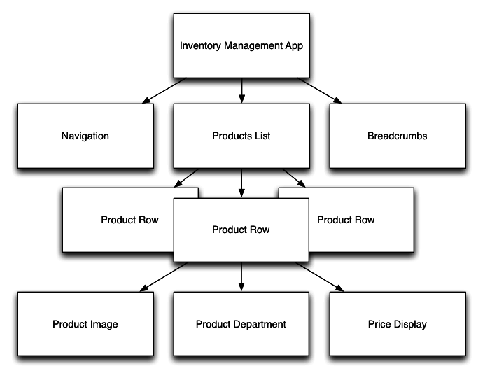 Inventory Management App
Navigation
Products List
Breadcrumbs
Product Row
Product Row
Product Row
Product Image
Product Department
Price Display